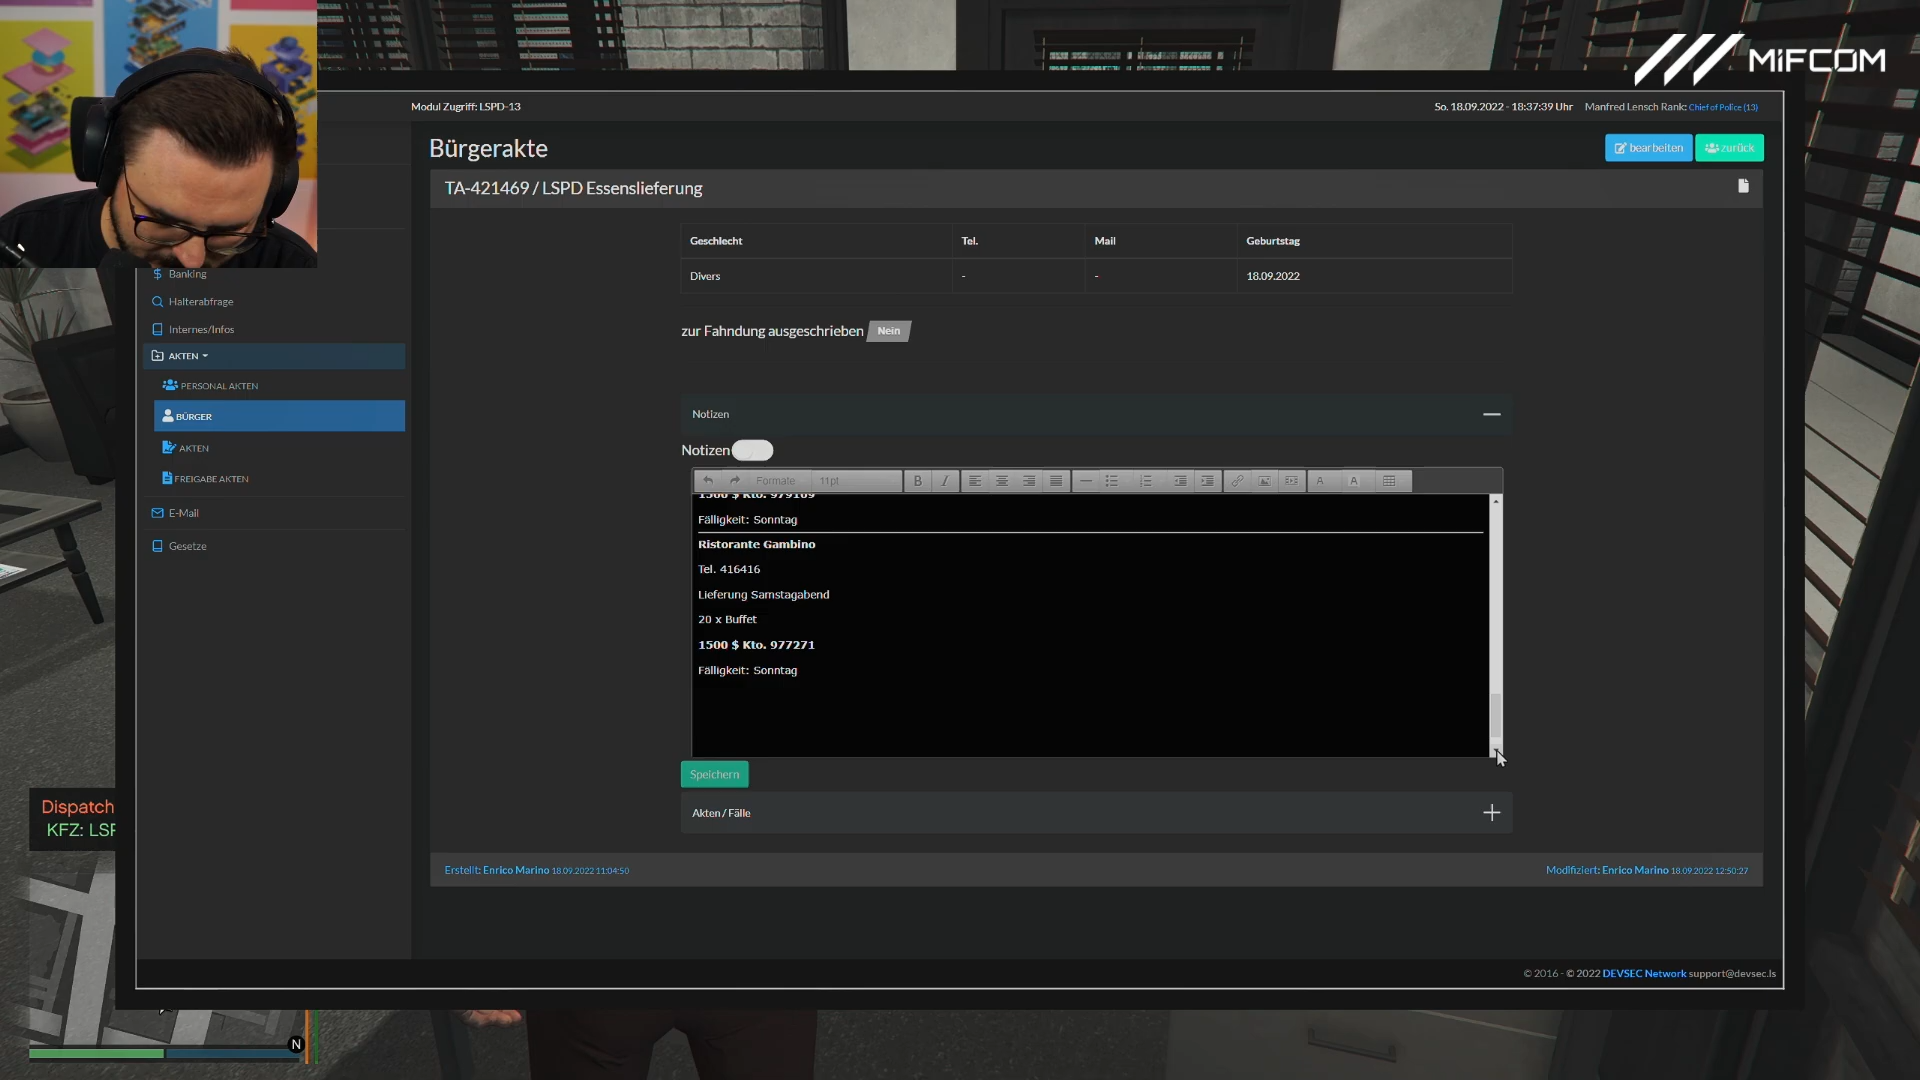 MIFCOM
Modul Zugriff: LSPD-13
So. 18.09.2022 - 18:37:39 Uhr
Manfred Lensch Rank: Chief of Police (13)
Bürgerakte
bearbeiten
zurück
TA-421469 / LSPD Essenslieferung
Geschlecht
Tel.
Mail
Geburtstag
Divers
-
-
18.09.2022
zur Fahndung ausgeschrieben Nein
Banking
Halterabfrage
Internes/Infos
AKTEN
PERSONAL AKTEN
BÜRGER
AKTEN
FREIGABE AKTEN
E-Mail
Gesetze
Notizen
Notizen
Formate
11pt
B
I
A
A
1500 $ Kto. 979169
Fälligkeit: Sonntag
Ristorante Gambino
Tel. 416416
Lieferung Samstagabend
20 x Buffet
1500 $ Kto. 977271
Fälligkeit: Sonntag
Speichern
Akten / Fälle
Erstellt: Enrico Marino 18.09.2022 11:04:50
Modifiziert: Enrico Marino 18.09.2022 12:50:27
© 2016 - © 2022 DEVSEC Network support@devsec.ls
Dispatch
KFZ:
N